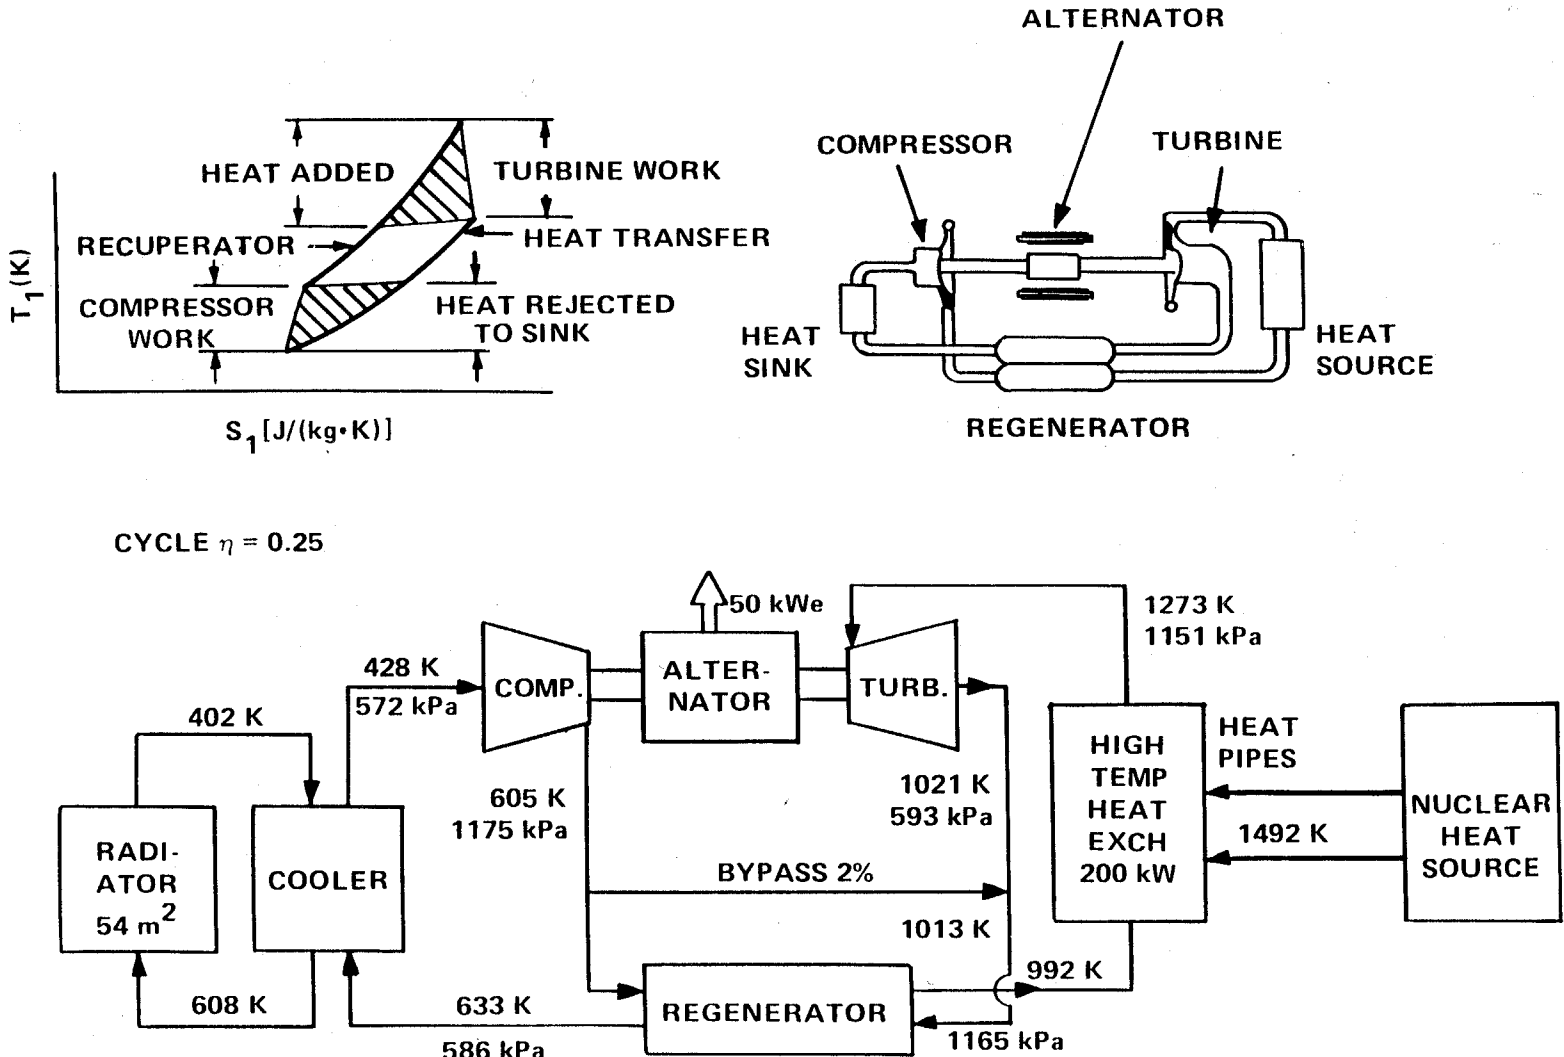 ALTERNATOR
COMPRESSOR
TURBINE
HEAT ADDED
TURBINE WORK
RECUPERATOR
HEAT TRANSFER
COMPRESSOR
WORK
HEAT REJECTED
TO SINK
T1(K)
S1[J/(kg•K)]
HEAT
SINK
HEAT
SOURCE
REGENERATOR
CYCLE η = 0.25
50 kWe
1273 K
1151 kPa
428 K
572 kPa
COMP.
ALTER-
NATOR
TURB.
402 K
HIGH
TEMP
HEAT
EXCH
200 kW
HEAT
PIPES
1492 K
NUCLEAR
HEAT
SOURCE
605 K
1175 kPa
1021 K
593 kPa
RADI-
ATOR
54 m2
COOLER
BYPASS 2%
1013 K
992 K
608 K
633 K
586 kPa
REGENERATOR
1165 kPa